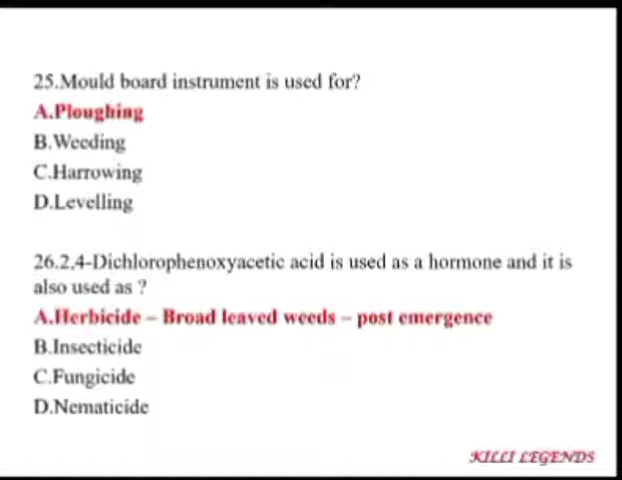 25.Mould board instrument is used for?
A.Ploughing
B.Weeding
C.Harrowing
D.Levelling
26.2,4-Dichlorophenoxyacetic acid is used as a hormone and it is
also used as ?
A.Herbicide – Broad leaved weeds – post emergence
B.Insecticide
C.Fungicide
D.Nematicide
KILLI LEGENDS